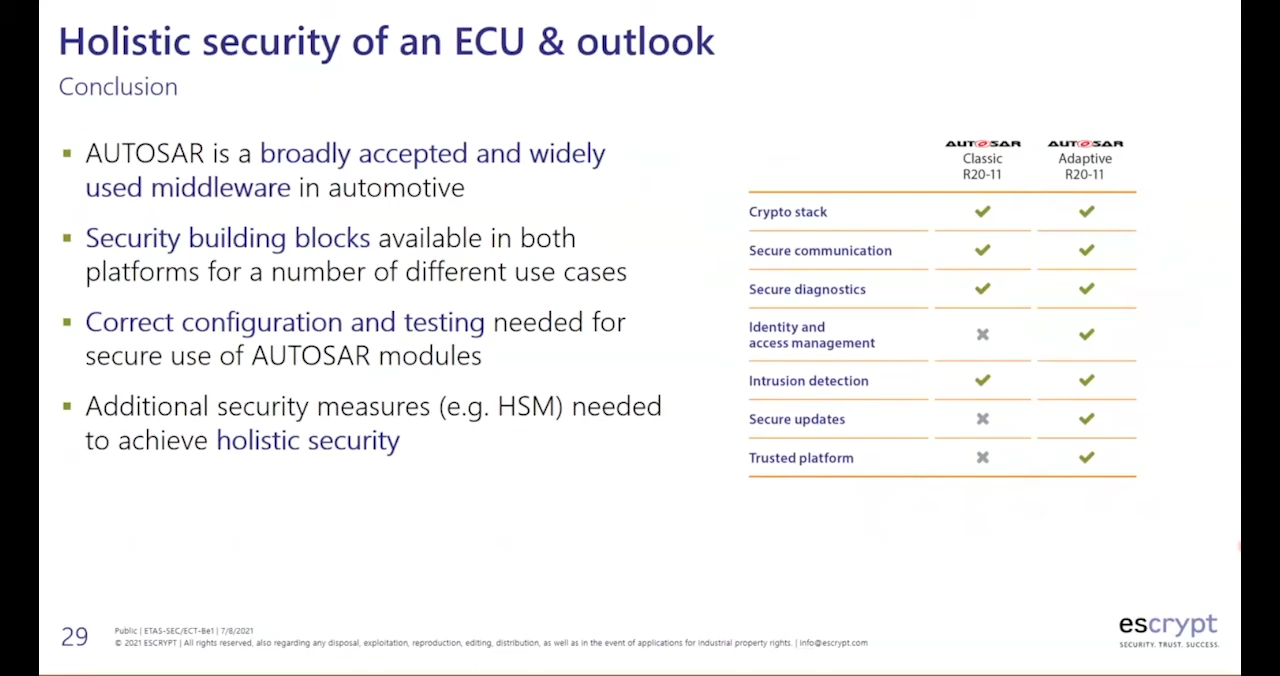 Holistic security of an ECU & outlook
Conclusion
AUTOSAR is a broadly accepted and widely
used middleware in automotive
Security building blocks available in both
platforms for a number of different use cases
Correct configuration and testing needed for
secure use of AUTOSAR modules
Additional security measures (e.g. HSM) needed
to achieve holistic security
AUTOSAR AUTOSAR
Classic Adaptive
R20-11 R20-11
Crypto stack
Secure communication
Secure diagnostics
Identity and
access management
Intrusion detection
Secure updates
Trusted platform
29
Public | ETAS-SEC/ECT-Be1 | 7/8/2021
© 2021 ESCRYPT | All rights reserved, also regarding any disposal, exploitation, reproduction, editing, distribution, as well as in the event of applications for industrial property rights. | info@escrypt.com
escrypt
SECURITY. TRUST. SUCCESS.